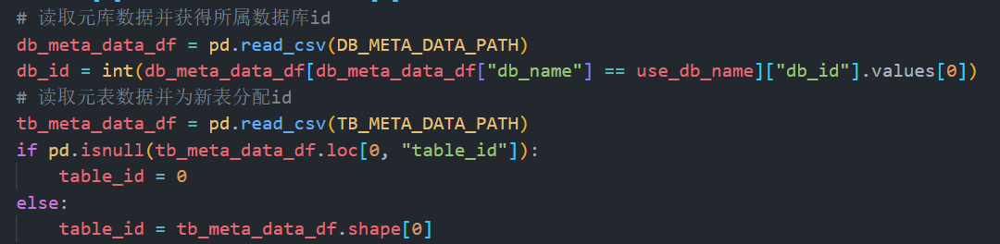 # 读取元库数据并获得所属数据库id
db_meta_data_df = pd.read_csv(DB_META_DATA_PATH)
db_id = int(db_meta_data_df[db_meta_data_df["db_name"] == use_db_name]["db_id"].values[0])
# 读取元表数据并为新表分配id
tb_meta_data_df = pd.read_csv(TB_META_DATA_PATH)
if pd.isnull(tb_meta_data_df.loc[0, "table_id"]):
    table_id = 0
else:
    table_id = tb_meta_data_df.shape[0]